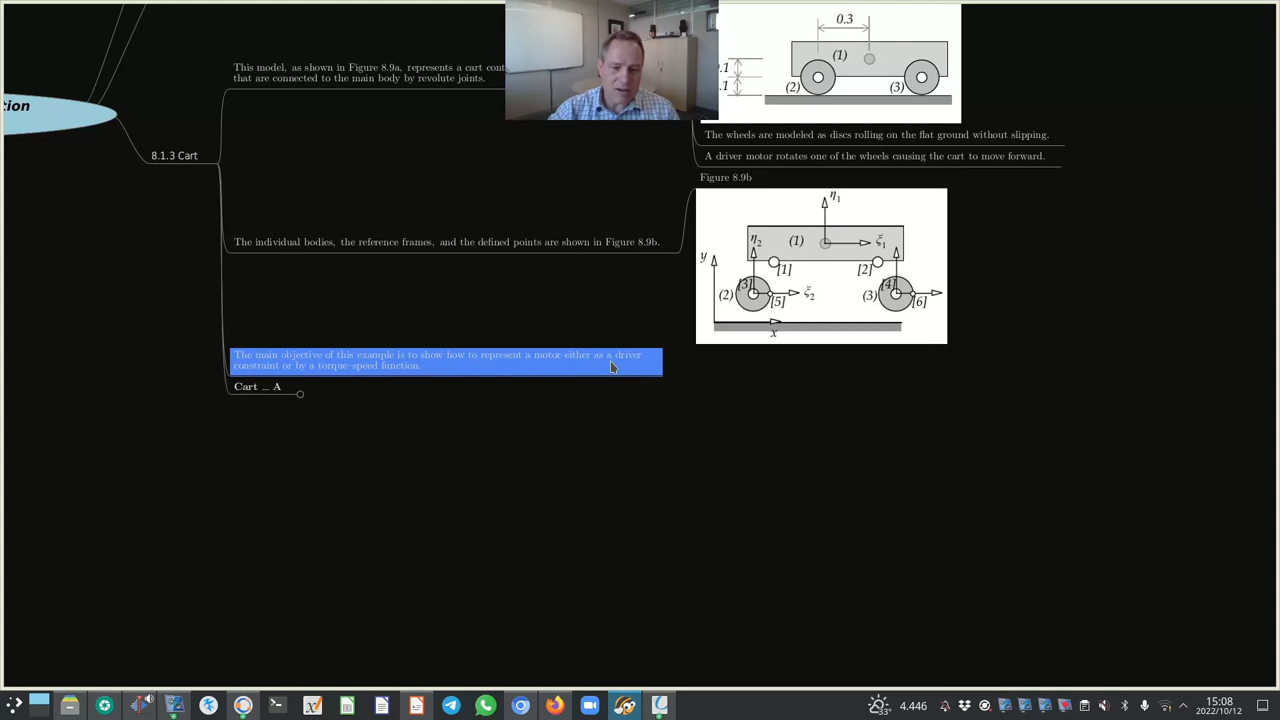 tion
8.1.3 Cart
This model, as shown in Figure 8.9a, represents a cart
that are connected to the main body by revolute joints.
0.3
(1)
.1
.1
(2)
(3)
The wheels are modeled as discs rolling on the flat ground without slipping.
A driver motor rotates one of the wheels causing the cart to move forward.
Figure 8.9b
The individual bodies, the reference frames, and the defined points are shown in Figure 8.9b.
η1
η2
(1)
ξ1
y
[1]
[2]
[3]
[4]
(2)
ξ2
(3)
[5]
[6]
x
The main objective of this example is to show how to represent a motor either as a driver
constraint or by a torque–speed function.
Cart _ A
33°
4.446
15:08
2022/10/12